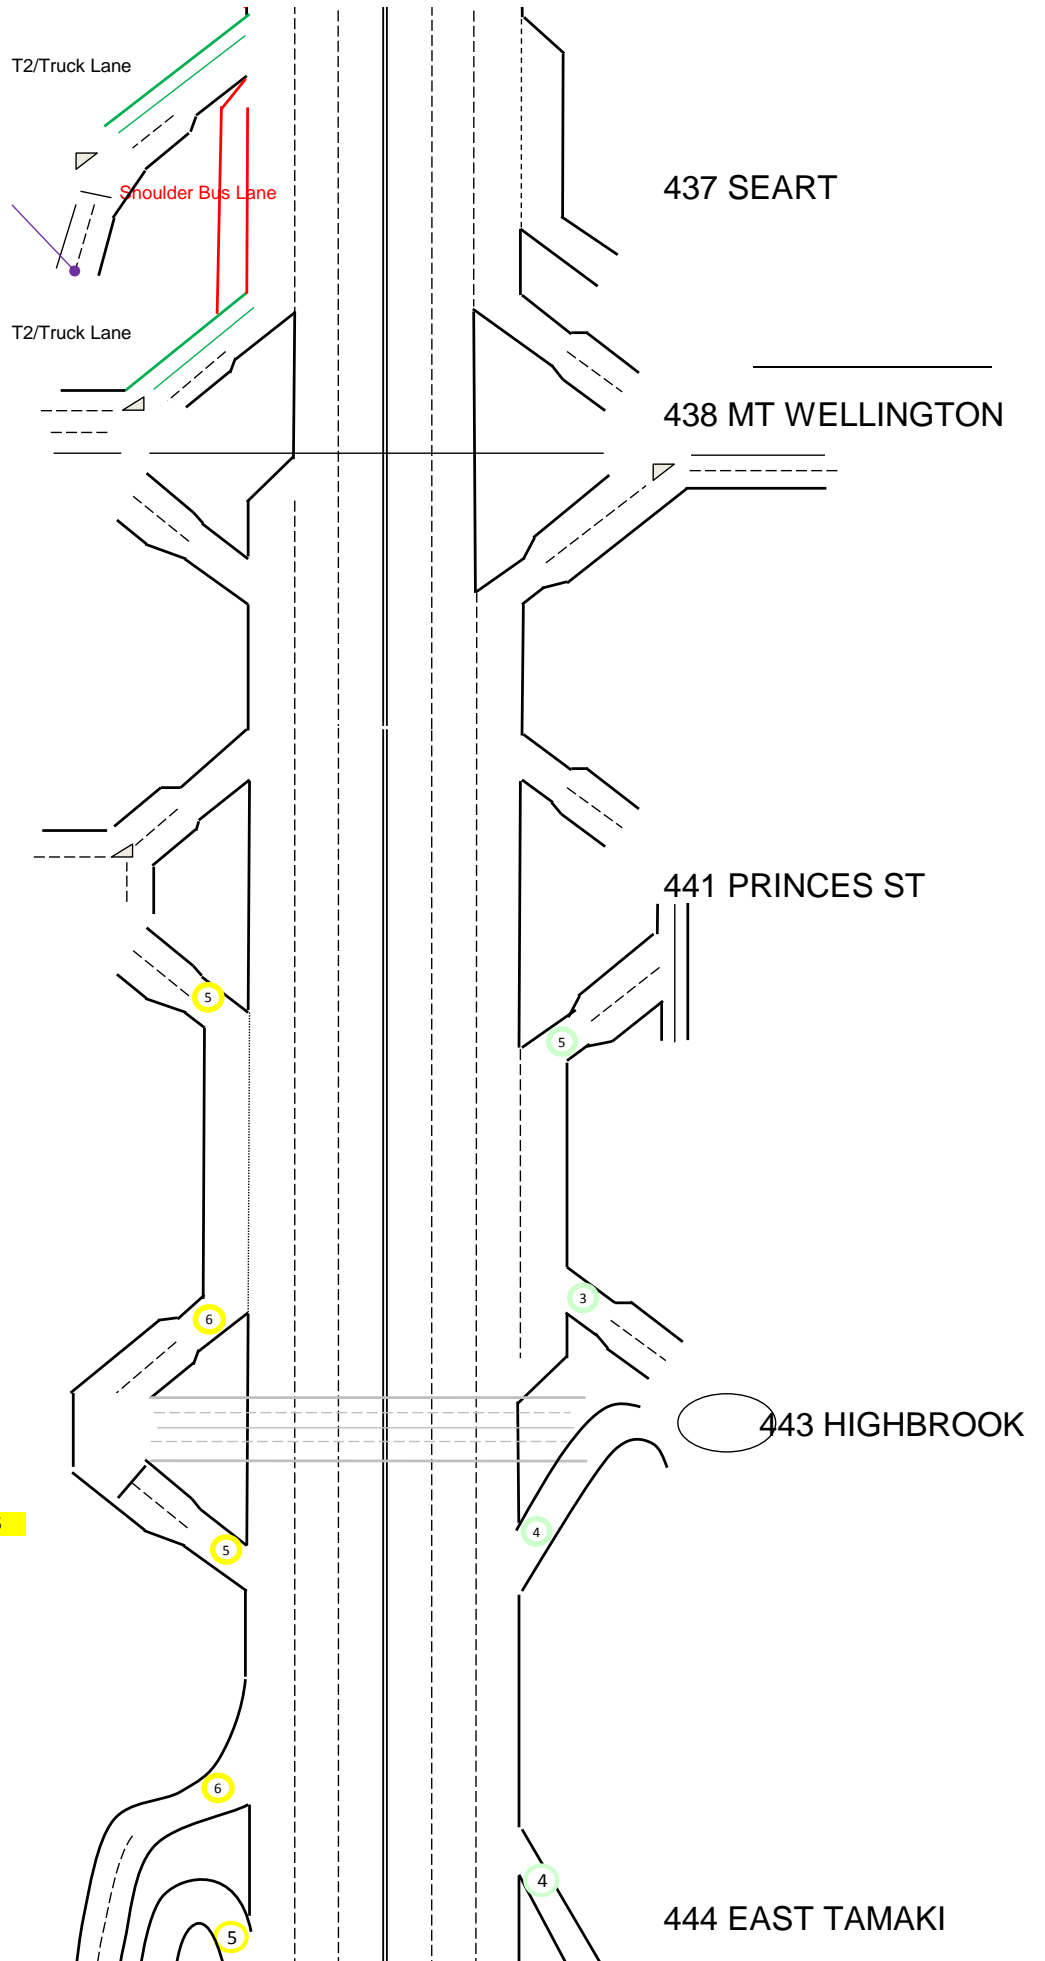 T2/Truck Lane
Shoulder Bus Lane
437 SEART
T2/Truck Lane
438 MT WELLINGTON
441 PRINCES ST
5
5
3
6
443 HIGHBROOK
4
5
6
4
444 EAST TAMAKI
5